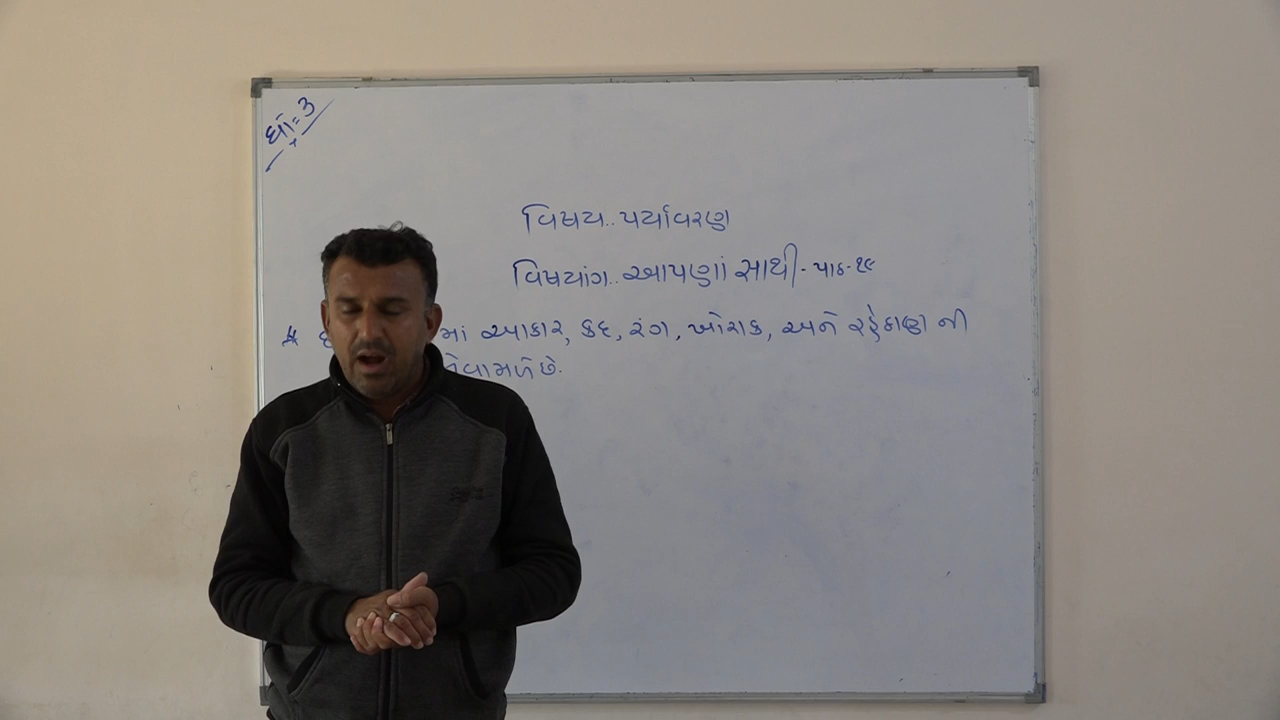 ધો.= 3
વિષય.. પર્યાવરણ
વિષયાંગ.. આપણાં સાથી - પાઠ - ૧૯
* માં આકાર, કદ, રંગ, ખોરાક, અને રહેઠાણ ની
વામળે છે.